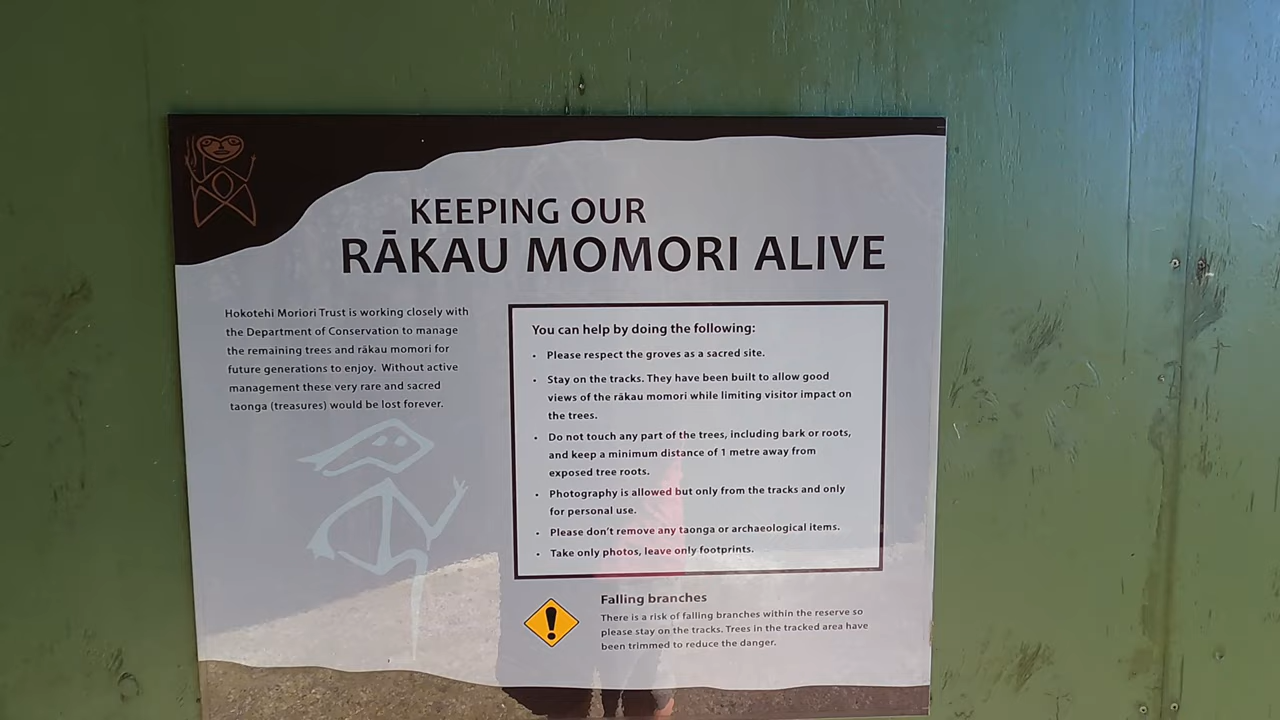 KEEPING OUR
RĀKAU MOMORI ALIVE
Hokotehi Moriori Trust is working closely with
the Department of Conservation to manage
the remaining trees and rākau momori for
future generations to enjoy. Without active
management these very rare and sacred
taonga (treasures) would be lost forever.
You can help by doing the following:
• Please respect the groves as a sacred site.
• Stay on the tracks. They have been built to allow good
views of the rākau momori while limiting visitor impact on
the trees.
• Do not touch any part of the trees, including bark or roots,
and keep a minimum distance of 1 metre away from
exposed tree roots.
• Photography is allowed but only from the tracks and only
for personal use.
• Please don't remove any taonga or archaeological items.
• Take only photos, leave only footprints.
Falling branches
There is a risk of falling branches within the reserve so
please stay on the tracks. Trees in the tracked area have
been trimmed to reduce the danger.